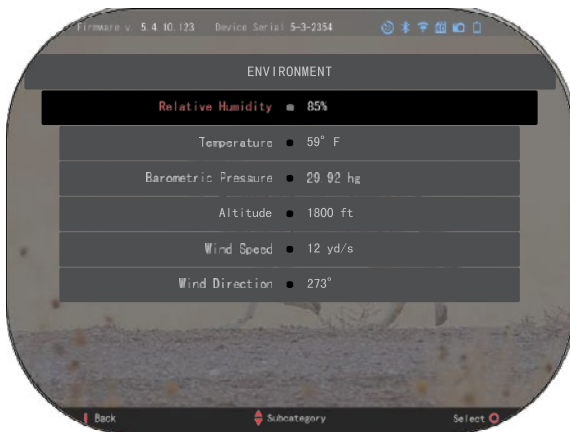 Firmware v. 5.4.10.123 Device Serial 5-3-2354
ENVIRONMENT
Relative Humidity 85%
Temperature 59° F
Barometric Pressure 29.92 hg
Altitude 1800 ft
Wind Speed 12 yd/s
Wind Direction 273°
Back Subcategory Select